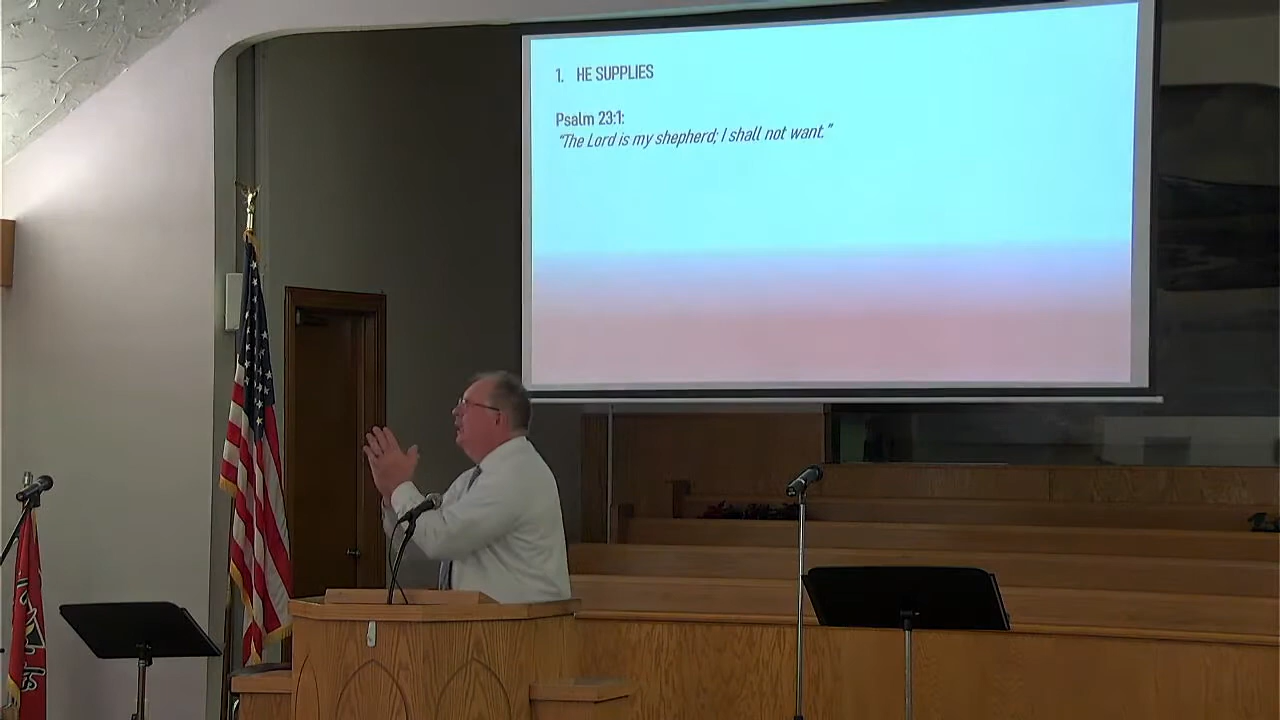 1. HE SUPPLIES
Psalm 23:1:
"The Lord is my shepherd; I shall not want."